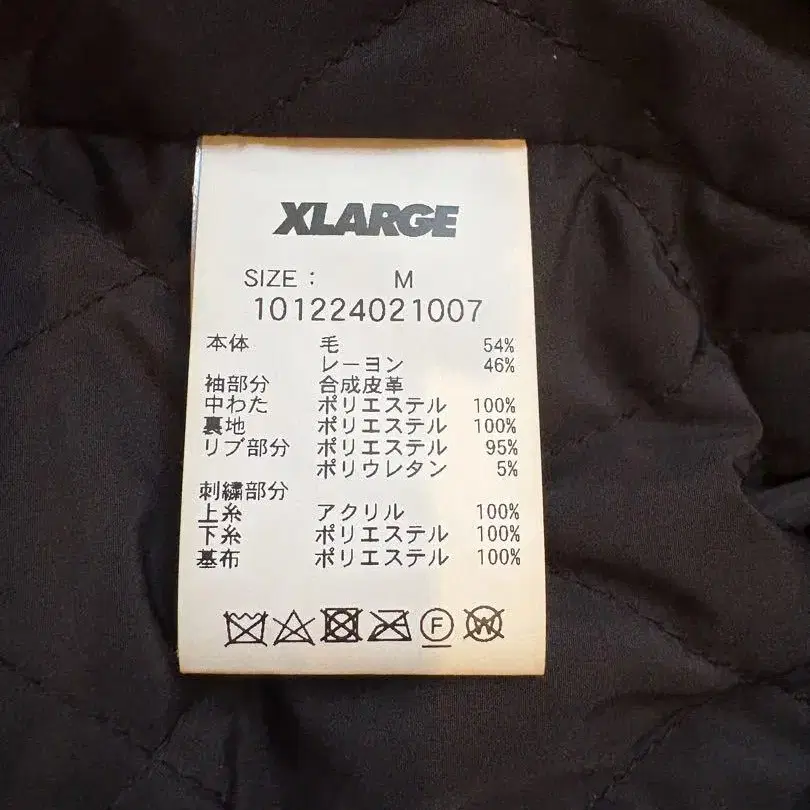 XLARGE
SIZE : M
101224021007
本体 毛 54%
レーヨン 46%
袖部分 合成皮革
中わた ポリエステル 100%
裏地 ポリエステル 100%
リブ部分 ポリエステル 95%
ポリウレタン 5%
刺繍部分
上糸 アクリル 100%
下糸 ポリエステル 100%
基布 ポリエステル 100%
F W